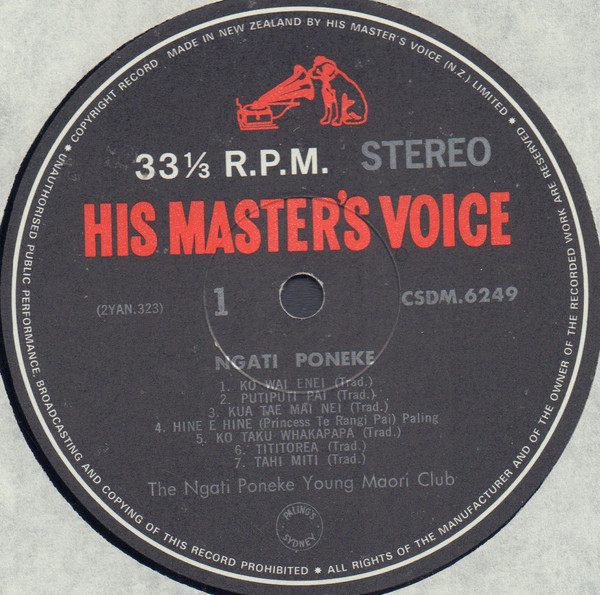 ✶ COPYRIGHT RECORD MADE IN NEW ZEALAND BY HIS MASTER'S VOICE (N.Z.) LIMITED ✶
33⅓ R.P.M. STEREO
HIS MASTER'S VOICE
(2YAN.323) 1 CSDM.6249
NGATI PONEKE
1. KO WAI ENEI (Trad.)
2. PUTIPUTI PAI (Trad.)
3. KUA TAE MAI NEI (Trad.)
4. HINE E HINE (Princess Te Rangi Pai) Paling
5. KO TAKU WHAKAPAPA (Trad.)
6. TITITOREA (Trad.)
7. TAHI MITI (Trad.)
The Ngati Poneke Young Maori Club
PALING'S
SYDNEY
UNAUTHORISED PUBLIC PERFORMANCE, BROADCASTING AND COPYING OF THIS RECORD PROHIBITED ✶ ALL RIGHTS OF THE MANUFACTURER AND OF THE OWNER OF THE RECORDED WORK ARE RESERVED